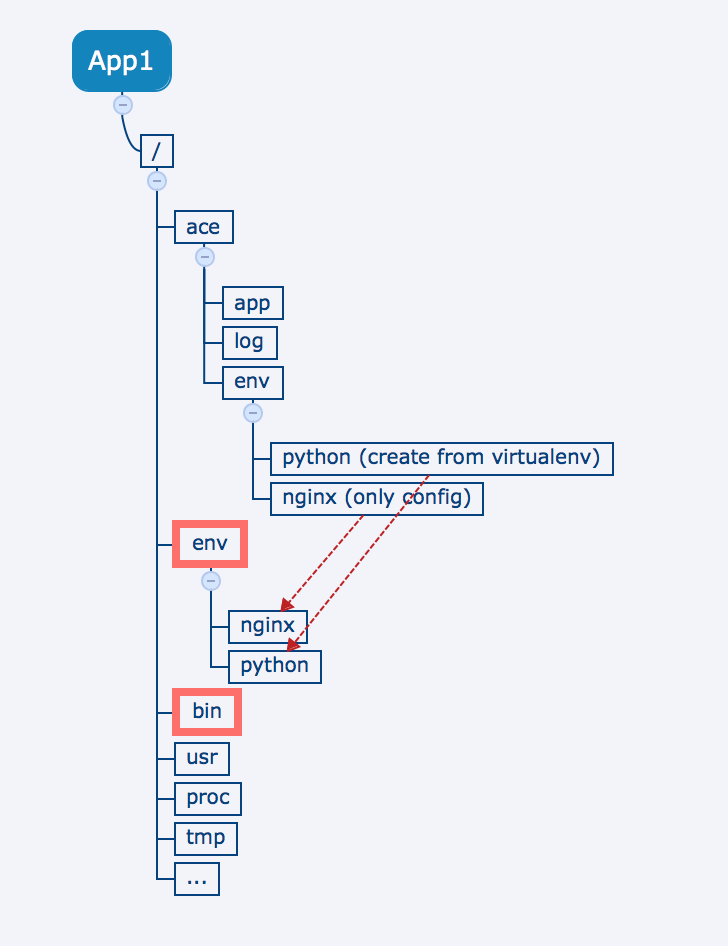 App1
/
ace
app
log
env
python (create from virtualenv)
nginx (only config)
env
nginx
python
bin
usr
proc
tmp
...